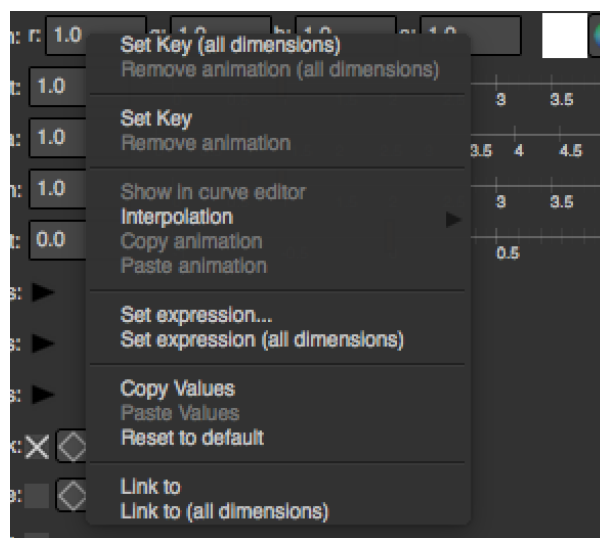 r: 1.0
1.0 3 3.5
1.0 3.5 4 4.5
1.0 3 3.5
0.0 0.5
Set Key (all dimensions)
Remove animation (all dimensions)
Set Key
Remove animation
Show in curve editor
Interpolation
Copy animation
Paste animation
Set expression...
Set expression (all dimensions)
Copy Values
Paste Values
Reset to default
Link to
Link to (all dimensions)